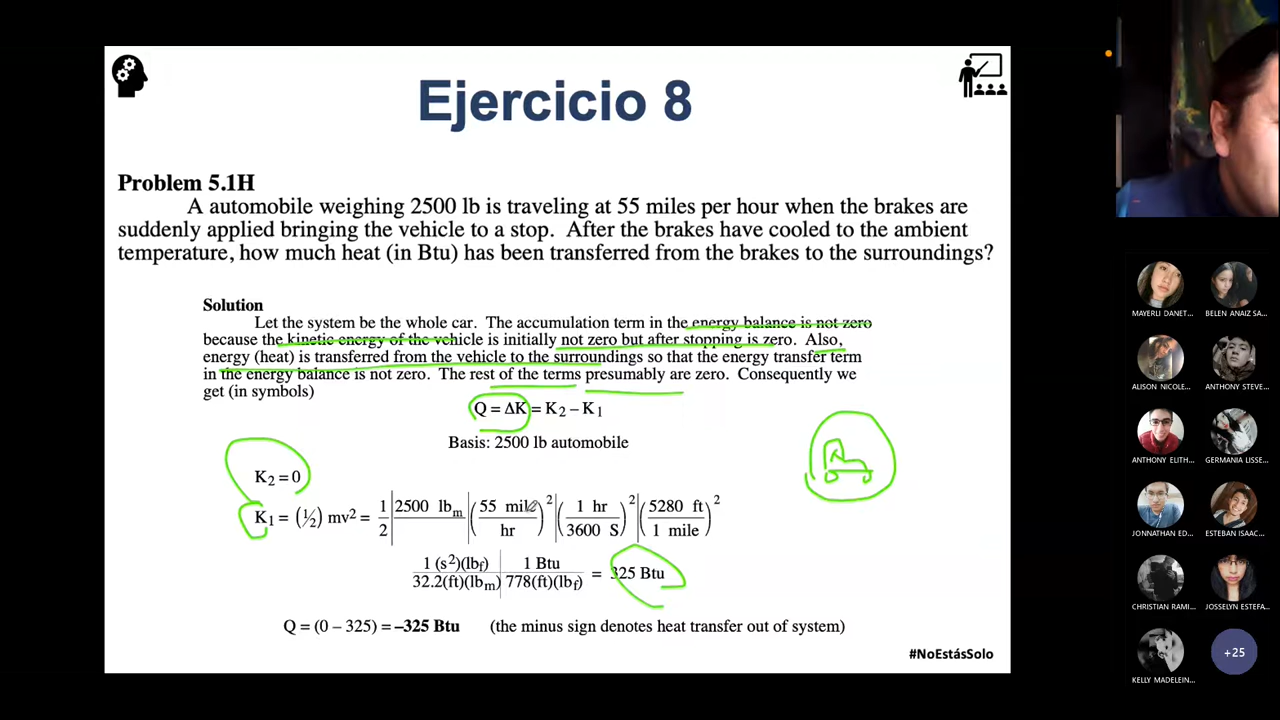 Ejercicio 8
Problem 5.1H
A automobile weighing 2500 lb is traveling at 55 miles per hour when the brakes are
suddenly applied bringing the vehicle to a stop. After the brakes have cooled to the ambient
temperature, how much heat (in Btu) has been transferred from the brakes to the surroundings?
Solution
Let the system be the whole car. The accumulation term in the energy balance is not zero
because the kinetic energy of the vehicle is initially not zero but after stopping is zero. Also,
energy (heat) is transferred from the vehicle to the surroundings so that the energy transfer term
in the energy balance is not zero. The rest of the terms presumably are zero. Consequently we
get (in symbols)
Q = ΔK = K₂ – K₁
Basis: 2500 lb automobile
K₂ = 0
K₁ = (½) mv² = 1/2 | 2500 lbₘ | (55 mile/hr)² | (1 hr/3600 S)² | (5280 ft/1 mile)²
1 (s²)(lb_f)/32.2(ft)(lbₘ) | 1 Btu/778(ft)(lb_f) = 325 Btu
Q = (0 – 325) = –325 Btu (the minus sign denotes heat transfer out of system)
#NoEstásSolo
MAYERLI DANET...
BELEN ANAIZ SA...
ALISON NICOLE...
ANTHONY STEVE...
ANTHONY ELITH...
GERMANIA LISSE...
JONNATHAN ED...
ESTEBAN ISAAC...
CHRISTIAN RAMI...
JOSSELYN ESTEFA...
KELLY MADELEIN...
+25